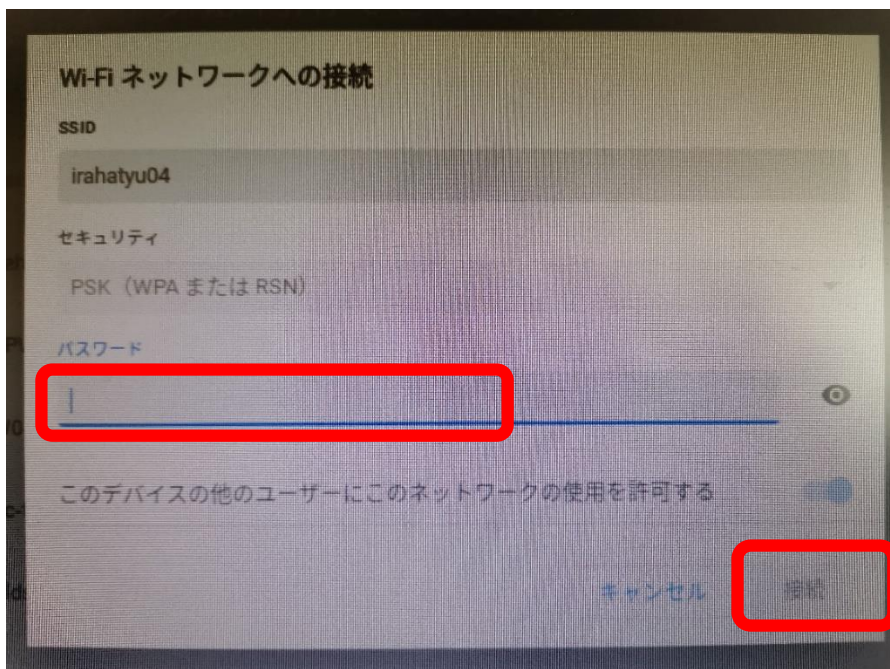 Wi-Fi ネットワークへの接続
SSID
irahatyu04
セキュリティ
PSK（WPA または RSN）
パスワード
このデバイスの他のユーザーにこのネットワークの使用を許可する
キャンセル 接続